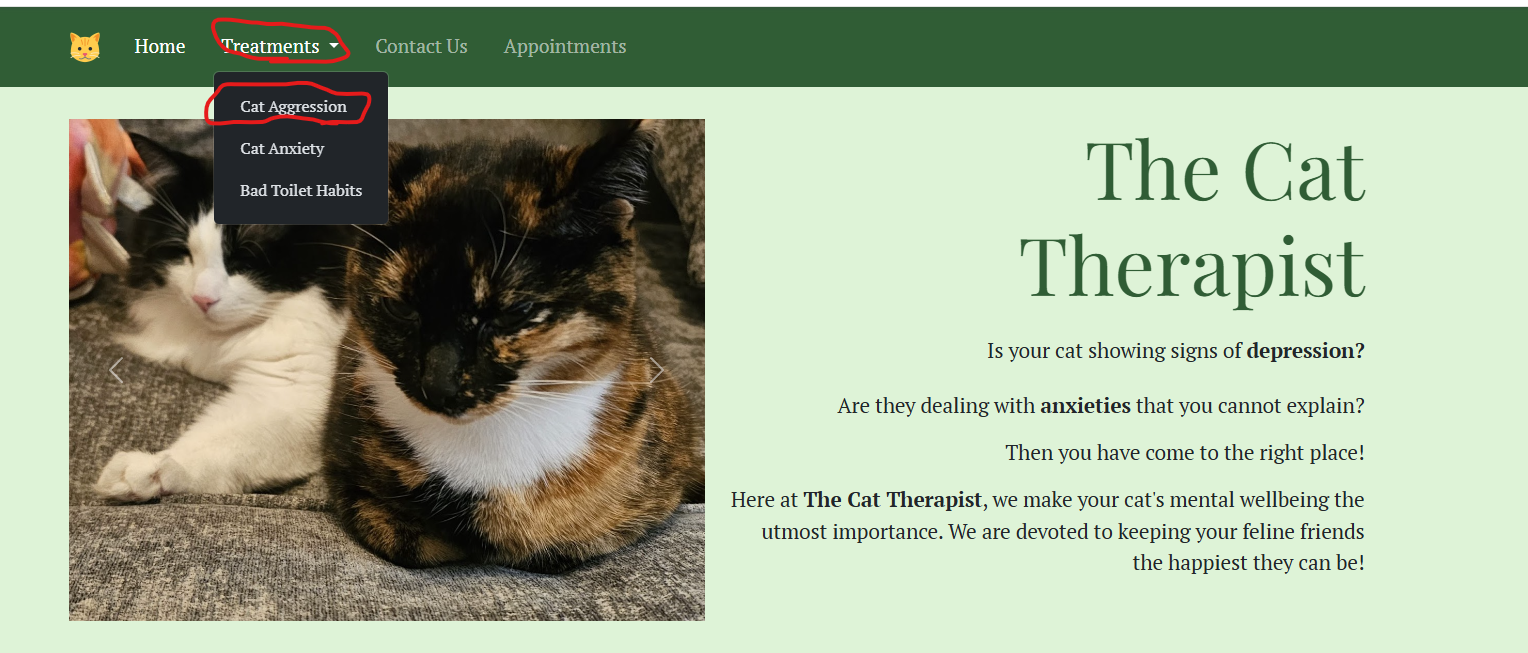 Home Treatments Contact Us Appointments
Cat Aggression
Cat Anxiety
Bad Toilet Habits
The Cat
Therapist
Is your cat showing signs of depression?
Are they dealing with anxieties that you cannot explain?
Then you have come to the right place!
Here at The Cat Therapist, we make your cat's mental wellbeing the
utmost importance. We are devoted to keeping your feline friends
the happiest they can be!